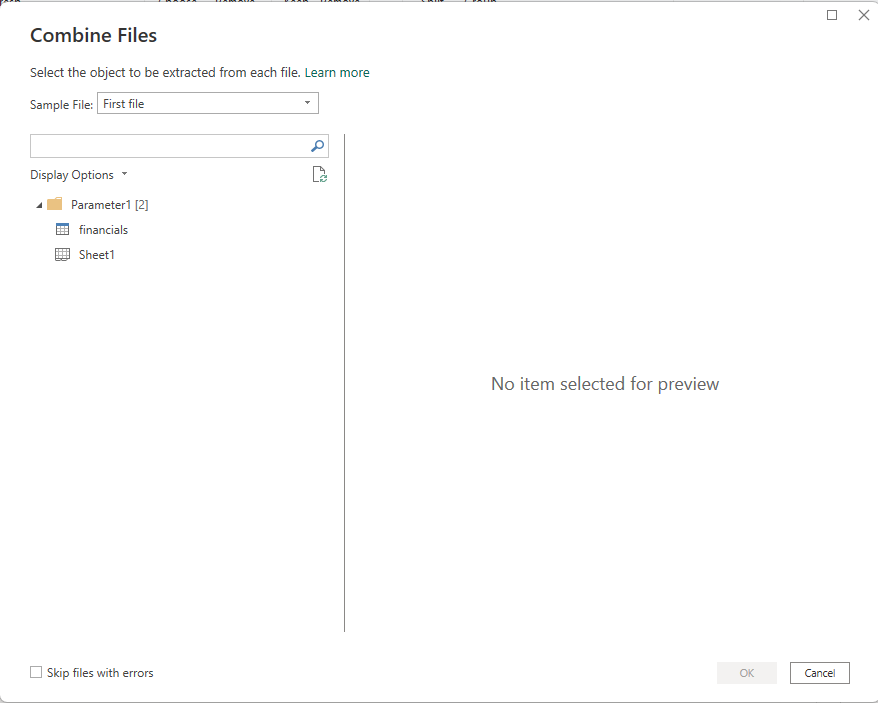 Combine Files
Select the object to be extracted from each file. Learn more
Sample File: First file
Display Options
Parameter1 [2]
financials
Sheet1
No item selected for preview
Skip files with errors
OK
Cancel